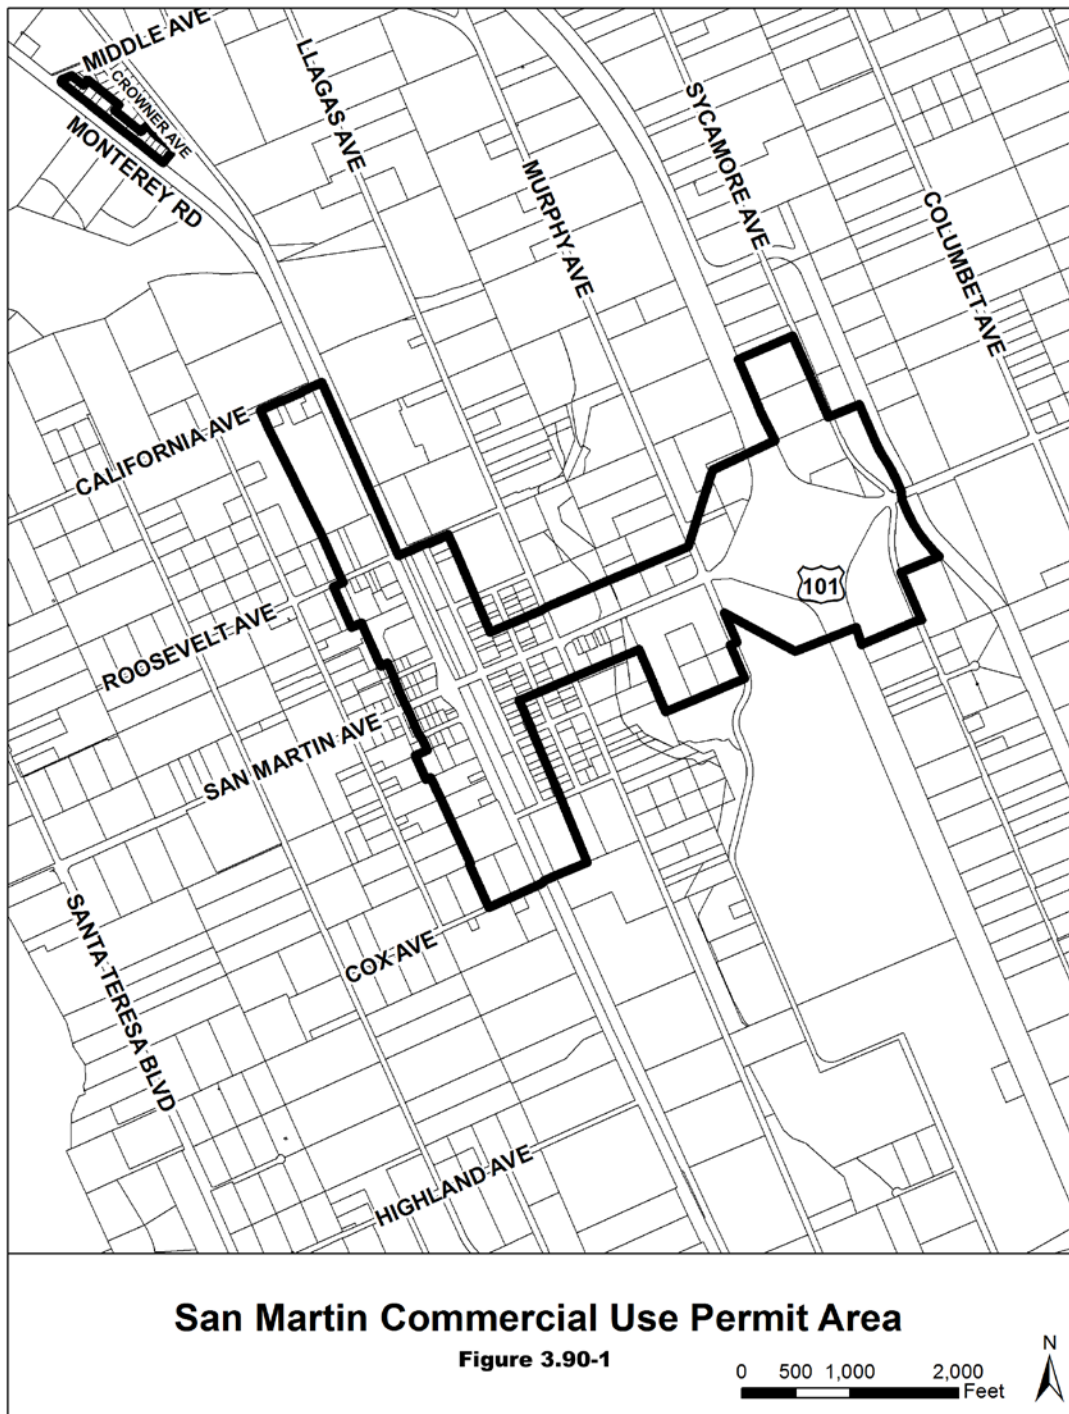 MIDDLE AVE
CROWNER AVE
MONTEREY RD
LLAGAS AVE
MURPHY AVE
SYCAMORE AVE
COLUMBET AVE
CALIFORNIA AVE
ROOSEVELT AVE
SAN MARTIN AVE
101
SANTA TERESA BLVD
COX AVE
HIGHLAND AVE
San Martin Commercial Use Permit Area
Figure 3.90-1
N
0 500 1,000 2,000
Feet